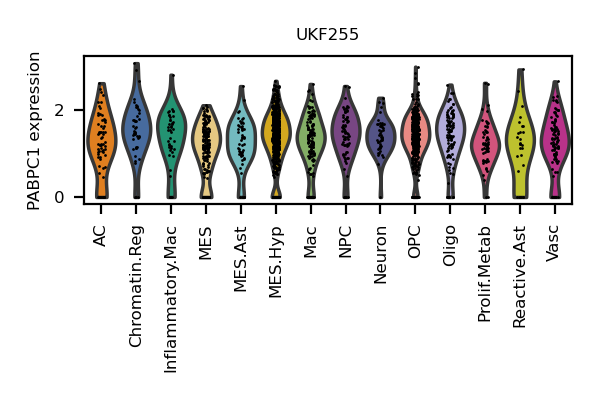 UKF255
PABPC1 expression
2
0
AC
Chromatin.Reg
Inflammatory.Mac
MES
MES.Ast
MES.Hyp
Mac
NPC
Neuron
OPC
Oligo
Prolif.Metab
Reactive.Ast
Vasc